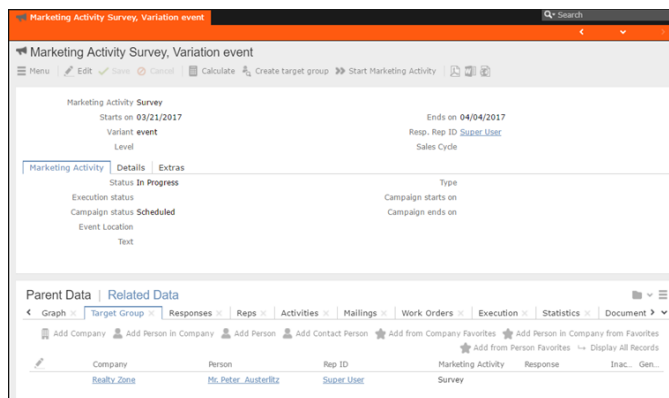 Marketing Activity Survey, Variation event
Search
Marketing Activity Survey, Variation event
Menu Edit Save Cancel Calculate Create target group Start Marketing Activity
Marketing Activity Survey
Starts on 03/21/2017 Ends on 04/04/2017
Variant event Resp. Rep ID Super User
Level Sales Cycle
Marketing Activity Details Extras
Status In Progress Type
Execution status Campaign starts on
Campaign status Scheduled Campaign ends on
Event Location
Text
Parent Data | Related Data
Graph Target Group Responses Reps Activities Mailings Work Orders Execution Statistics Document
Add Company Add Person in Company Add Person Add Contact Person Add from Company Favorites Add Person in Company from Favorites
Add from Person Favorites Display All Records
Company Person Rep ID Marketing Activity Response Inac... Gen...
Realty Zone Mr. Peter Austerlitz Super User Survey